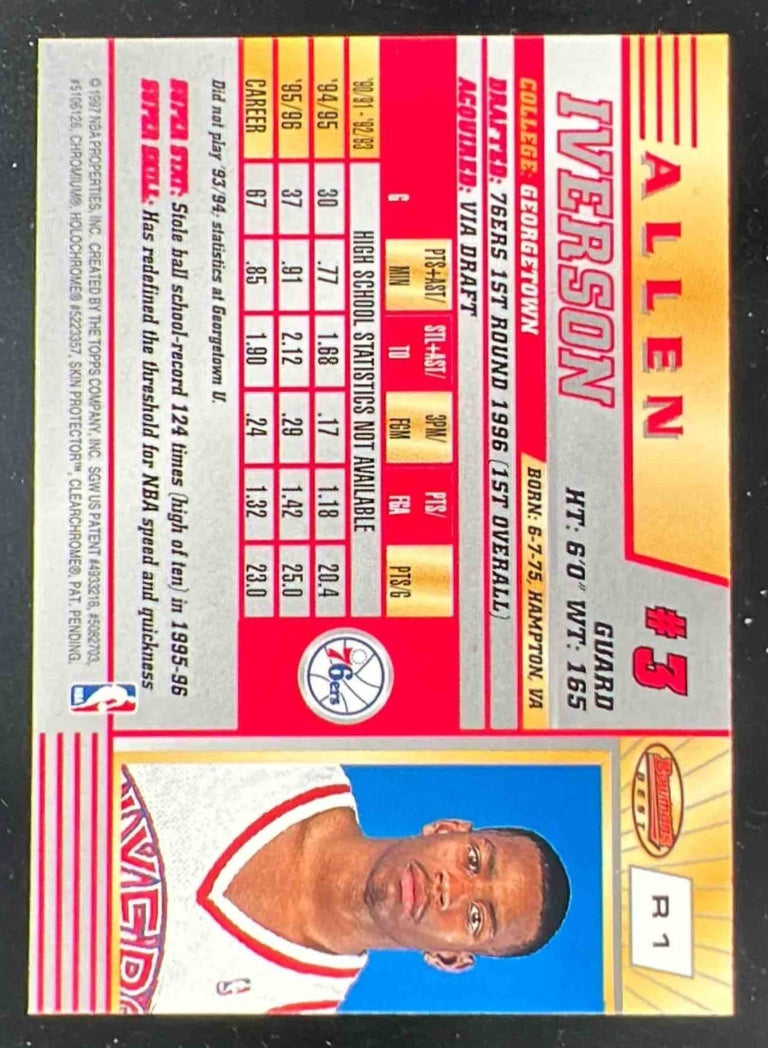 ALLEN
IVERSON
#3
GUARD
HT: 6'0" WT: 165
Bowman's
BEST
R 1
COLLEGE: GEORGETOWN
BORN: 6-7-75, HAMPTON, VA
DRAFTED: 76ERS 1ST ROUND 1996 (1ST OVERALL)
ACQUIRED: VIA DRAFT
G PTS+AST/MIN STL+AST/TO 3PM/FGM PTS/FGA PTS/G
'90/91 - '92/93 HIGH SCHOOL STATISTICS NOT AVAILABLE
'94/95 30 .77 1.68 .17 1.18 20.4
'95/96 37 .91 2.12 .29 1.42 25.0
CAREER 67 .85 1.90 .24 1.32 23.0
Did not play '93/94; statistics at Georgetown U.
76ers
SUPER STAT: Stole ball school-record 124 times (high of ten) in 1995-96
SUPER SKILL: Has redefined the threshold for NBA speed and quickness
© 1997 NBA PROPERTIES, INC. CREATED BY THE TOPPS COMPANY, INC. SGW US PATENT #4933218, #5082703,
#5106126, CHROMIUM®, HOLOCHROME® #5223357, SKIN PROTECTOR™, CLEARCHROME®, PAT. PENDING.
NBA